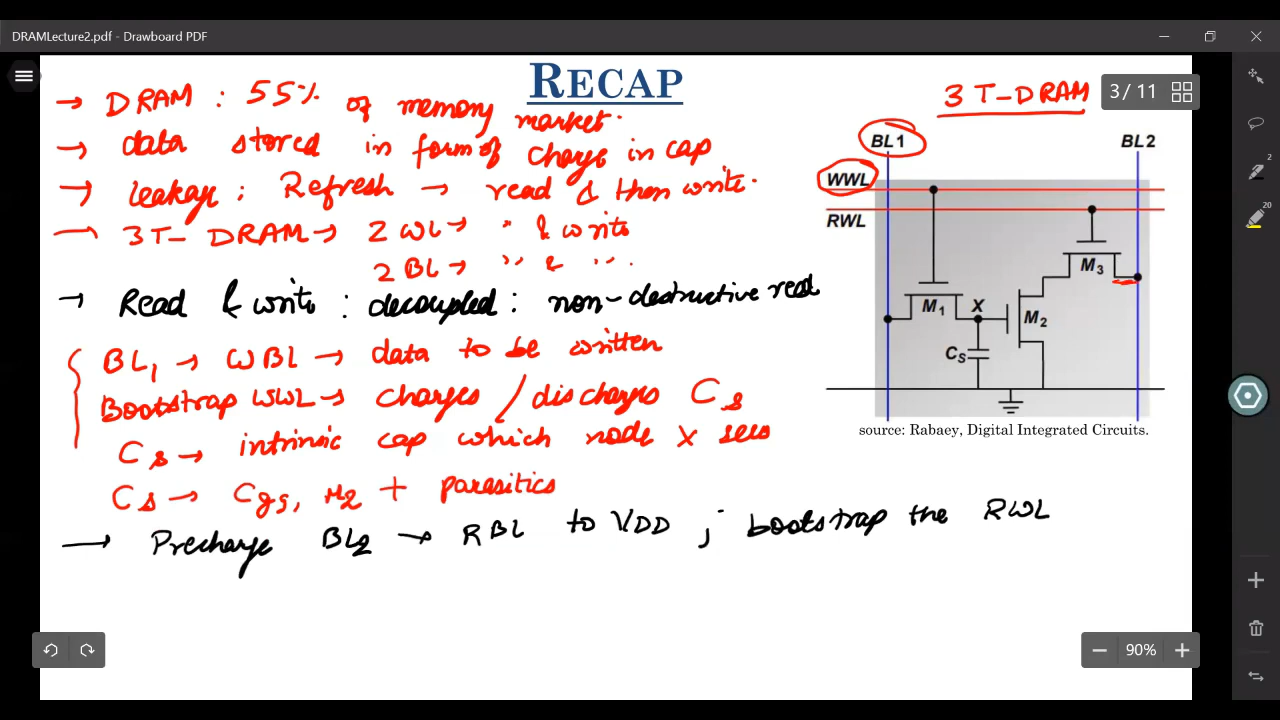 DRAMLecture2.pdf - Drawboard PDF
RECAP
3 T-DRAM
3 / 11
→ DRAM : 55% of memory market.
→ data stored in form of charge in cap
→ leakage ; Refresh → read & then write.
→ 3T- DRAM → 2 WL → " & write
2 BL → " & ".
→ Read & write : decoupled : non-destructive read
BL1 → WBL → data to be written
Bootstrap WWL → charges / discharges Cs
Cs → intrinsic cap which node X sees
Cs → Cgs, M2 + parasitics
→ Precharge BL2 → RBL to VDD ; bootstrap the RWL
BL1
BL2
WWL
RWL
M3
M1
X
M2
CS
source: Rabaey, Digital Integrated Circuits.
2
20
90%